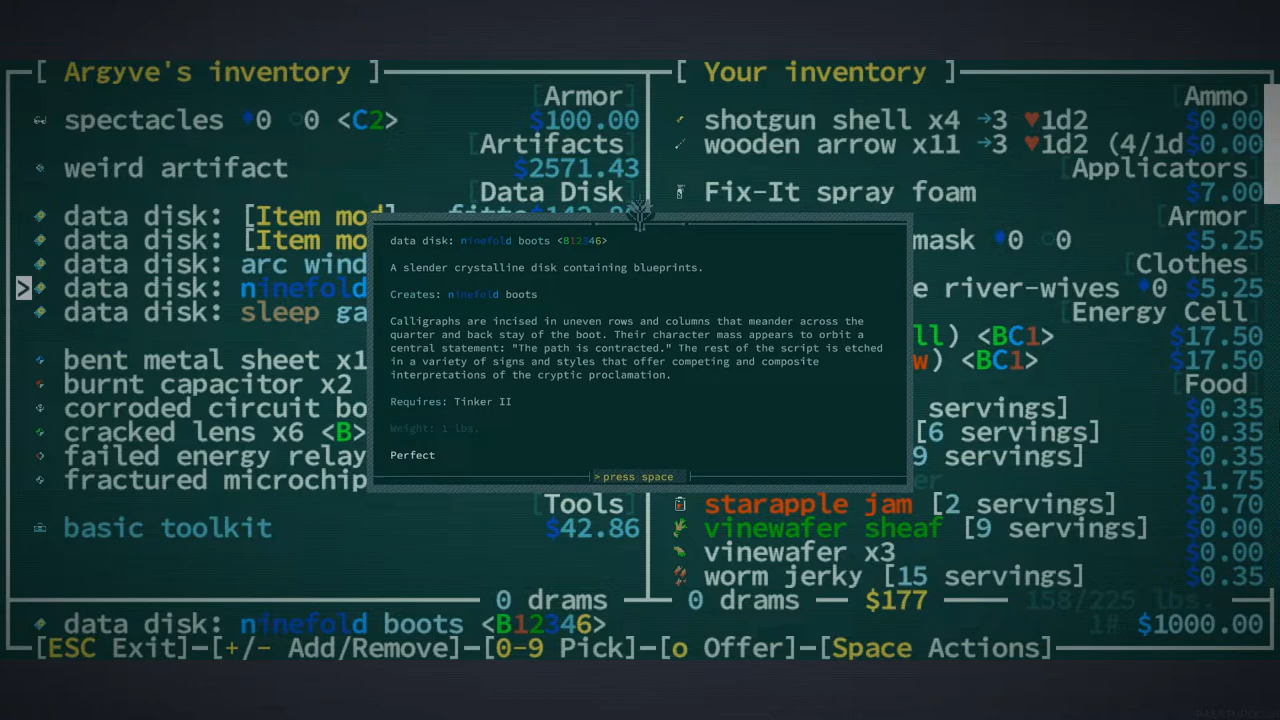 [ Argyve's inventory ]
[Armor]
spectacles ♦0 ○0 <C2> $100.00
[Artifacts]
weird artifact $2571.43
[Data Disk]
data disk: [Item mod]
data disk: [Item mo
data disk: arc wind
> data disk: ninefold
data disk: sleep ga
bent metal sheet x1
burnt capacitor x2
corroded circuit bo
cracked lens x6 <B>
failed energy relay
fractured microchip
[Tools]
basic toolkit $42.86
0 drams
[ Your inventory ]
[Ammo]
shotgun shell x4 →3 ♥1d2 $0.00
wooden arrow x11 →3 ♥1d2 (4/1d $0.00
[Applicators]
Fix-It spray foam $7.00
[Armor]
mask ♦0 ○0 $5.25
[Clothes]
e river-wives ♦0 $5.25
[Energy Cell]
ll) <BC1> $17.50
w) <BC1> $17.50
[Food]
servings] $0.35
[6 servings] $0.35
9 servings] $0.35
$1.75
starapple jam [2 servings] $0.70
vinewafer sheaf [9 servings] $0.00
vinewafer x3 $0.00
worm jerky [15 servings] $0.35
0 drams — $177 158/225 lbs.
data disk: ninefold boots <B12346>
Creates: ninefold boots
A slender crystalline disk containing blueprints.
Calligraphs are incised in uneven rows and columns that meander across the
quarter and back stay of the boot. Their character mass appears to orbit a
central statement: "The path is contracted." The rest of the script is etched
in a variety of signs and styles that offer competing and composite
interpretations of the cryptic proclamation.
Requires: Tinker II
Weight: 1 lbs.
Perfect
>press space
data disk: ninefold boots <B12346> 1# $1000.00
[ESC Exit]—[+/- Add/Remove]—[0-9 Pick]—[o Offer]—[Space Actions]